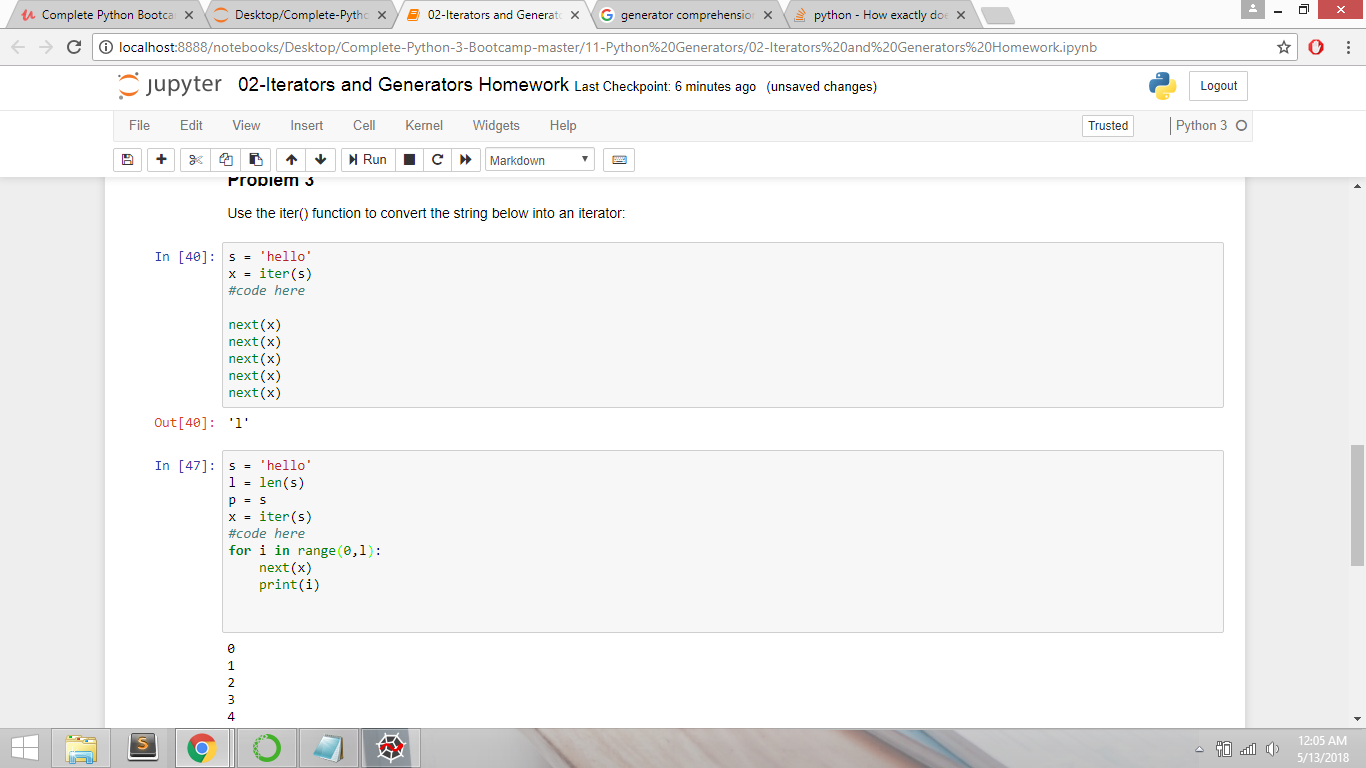 Complete Python Bootca
Desktop/Complete-Pytho
02-Iterators and Generat
generator comprehension
python - How exactly doe
localhost:8888/notebooks/Desktop/Complete-Python-3-Bootcamp-master/11-Python%20Generators/02-Iterators%20and%20Generators%20Homework.ipynb
jupyter 02-Iterators and Generators Homework Last Checkpoint: 6 minutes ago (unsaved changes)
Logout
File Edit View Insert Cell Kernel Widgets Help
Trusted
Python 3
Run
Markdown
Problem 3
Use the iter() function to convert the string below into an iterator:
In [40]: s = 'hello'
x = iter(s)
#code here
next(x)
next(x)
next(x)
next(x)
next(x)
Out[40]: 'l'
In [47]: s = 'hello'
l = len(s)
p = s
x = iter(s)
#code here
for i in range(0,l):
    next(x)
    print(i)
0
1
2
3
4
12:05 AM
5/13/2018